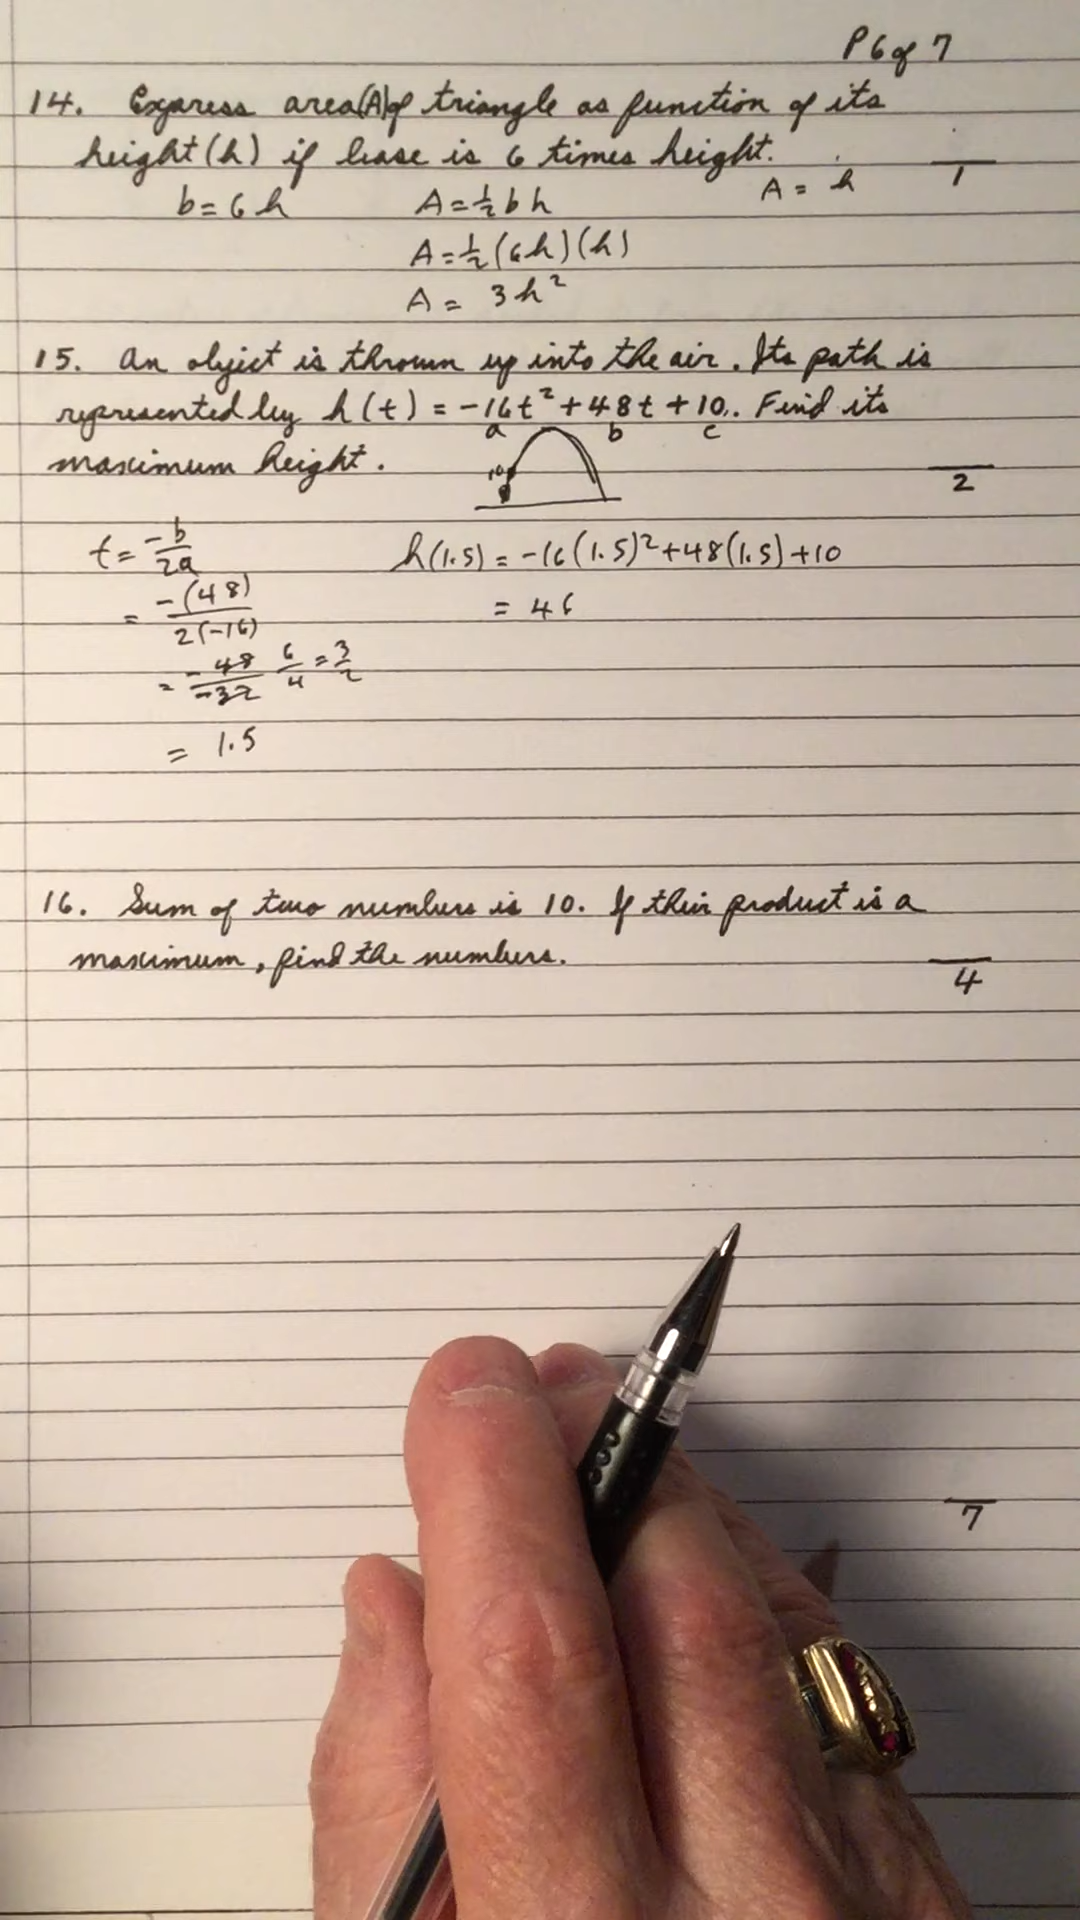 P 6 of 7
14. Express area(A) of triangle as function of its
height (h) if base is 6 times height.
1
b = 6h A = 1/2 bh A = h
A = 1/2 (6h)(h)
A = 3h²
15. An object is thrown up into the air. Its path is
represented by h(t) = -16t² + 48t + 10. Find its
a b c
maximum height.
10
2
t = -b/2a h(1.5) = -16(1.5)² + 48(1.5) + 10
= -(48)/2(-16) = 46
= -48/-32 6/4 = 3/2
= 1.5
16. Sum of two numbers is 10. If their product is a
maximum, find the numbers.
4
7